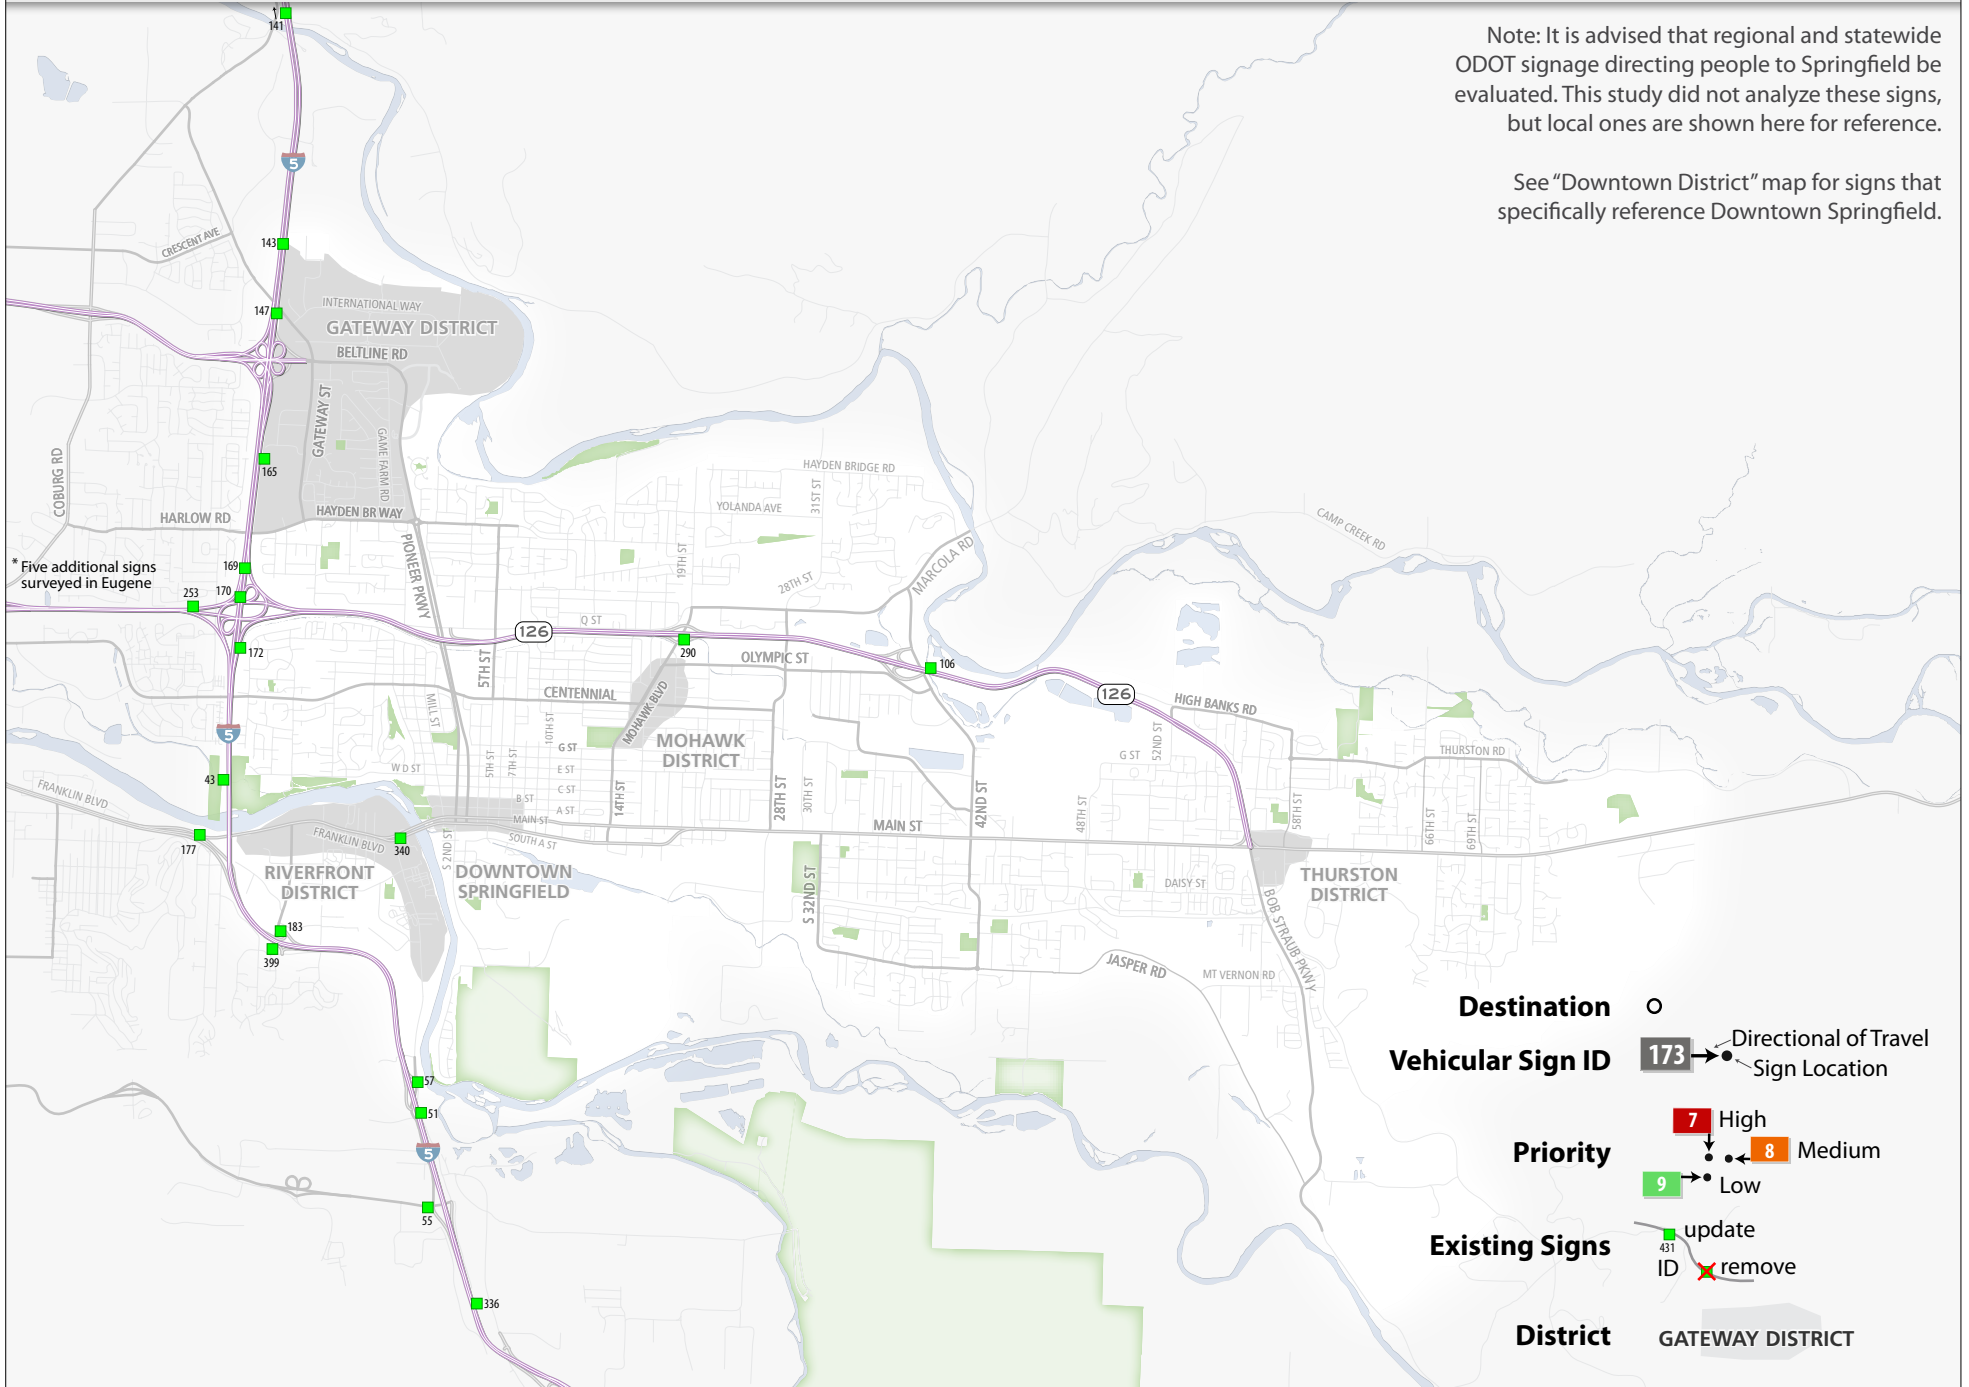 141
Note: It is advised that regional and statewide
ODOT signage directing people to Springfield be
evaluated. This study did not analyze these signs,
but local ones are shown here for reference.
See “Downtown District” map for signs that
specifically reference Downtown Springfield.
5
CRESCENT AVE
143
147
INTERNATIONAL WAY
GATEWAY DISTRICT
BELTLINE RD
GATEWAY ST
GAME FARM RD
COBURG RD
165
HAYDEN BRIDGE RD
YOLANDA AVE
31ST ST
HARLOW RD
HAYDEN BR WAY
PIONEER PKWY
CAMP CREEK RD
* Five additional signs
surveyed in Eugene
169
170
253
172
19TH ST
28TH ST
MARCOLA RD
Q ST
126
290
OLYMPIC ST
106
5TH ST
CENTENNIAL
MILL ST
10TH ST
MOHAWK BLVD
126
HIGH BANKS RD
52ND ST
5
MOHAWK
DISTRICT
G ST
5TH ST
7TH ST
E ST
C ST
B ST
A ST
14TH ST
28TH ST
30TH ST
G ST
THURSTON RD
W D ST
43
FRANKLIN BLVD
177
FRANKLIN BLVD
340
S 2ND ST
MAIN ST
SOUTH A ST
MAIN ST
42ND ST
48TH ST
58TH ST
66TH ST
69TH ST
RIVERFRONT
DISTRICT
DOWNTOWN
SPRINGFIELD
S 32ND ST
DAISY ST
THURSTON
DISTRICT
BOB STRAUB PKWY
183
399
JASPER RD
MT VERNON RD
57
51
5
55
336
Destination
Vehicular Sign ID
173
Directional of Travel
Sign Location
Priority
7 High
8 Medium
9 Low
Existing Signs
update
431
ID
remove
District
GATEWAY DISTRICT